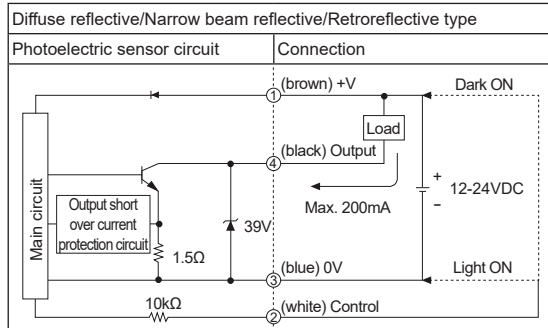 Diffuse reflective/Narrow beam reflective/Retroreflective type
Photoelectric sensor circuit
Connection
① (brown) +V
Dark ON
Load
④ (black) Output
Main circuit
Output short
over current
protection circuit
Max. 200mA
+
12-24VDC
−
39V
1.5Ω
③ (blue) 0V
Light ON
10kΩ
② (white) Control